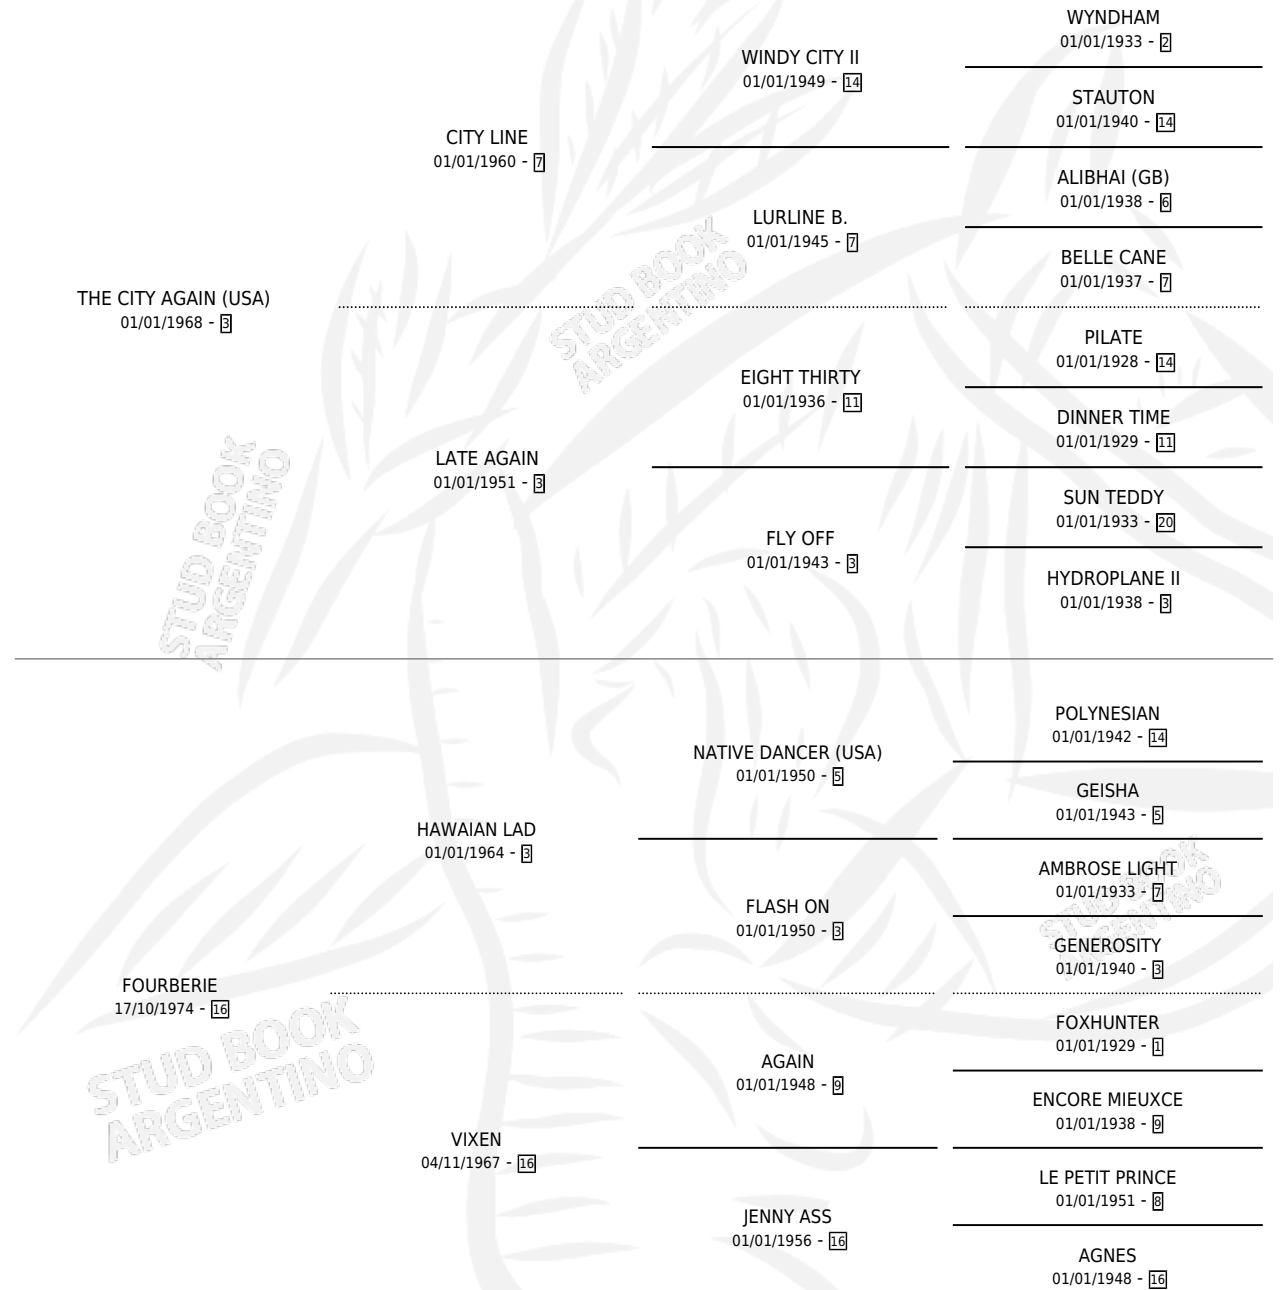 WYNDHAM
01/01/1933 - 2
WINDY CITY II
01/01/1949 - 14
STAUTON
01/01/1940 - 14
CITY LINE
01/01/1960 - 7
ALIBHAI (GB)
01/01/1938 - 6
LURLINE B.
01/01/1945 - 7
BELLE CANE
01/01/1937 - 7
THE CITY AGAIN (USA)
01/01/1968 - 3
PILATE
01/01/1928 - 14
EIGHT THIRTY
01/01/1936 - 11
DINNER TIME
01/01/1929 - 11
LATE AGAIN
01/01/1951 - 3
SUN TEDDY
01/01/1933 - 20
FLY OFF
01/01/1943 - 3
HYDROPLANE II
01/01/1938 - 3
POLYNESIAN
01/01/1942 - 14
NATIVE DANCER (USA)
01/01/1950 - 5
GEISHA
01/01/1943 - 5
HAWAIAN LAD
01/01/1964 - 3
AMBROSE LIGHT
01/01/1933 - 7
FLASH ON
01/01/1950 - 3
GENEROSITY
01/01/1940 - 3
FOURBERIE
17/10/1974 - 16
FOXHUNTER
01/01/1929 - 1
AGAIN
01/01/1948 - 9
ENCORE MIEUXCE
01/01/1938 - 9
VIXEN
04/11/1967 - 16
LE PETIT PRINCE
01/01/1951 - 8
JENNY ASS
01/01/1956 - 16
AGNES
01/01/1948 - 16
STUD BOOK
ARGENTINO
STUD BOOK
ARGENTINO
STUD BOOK
ARGENTINO
STUD BOOK
ARGENTINO